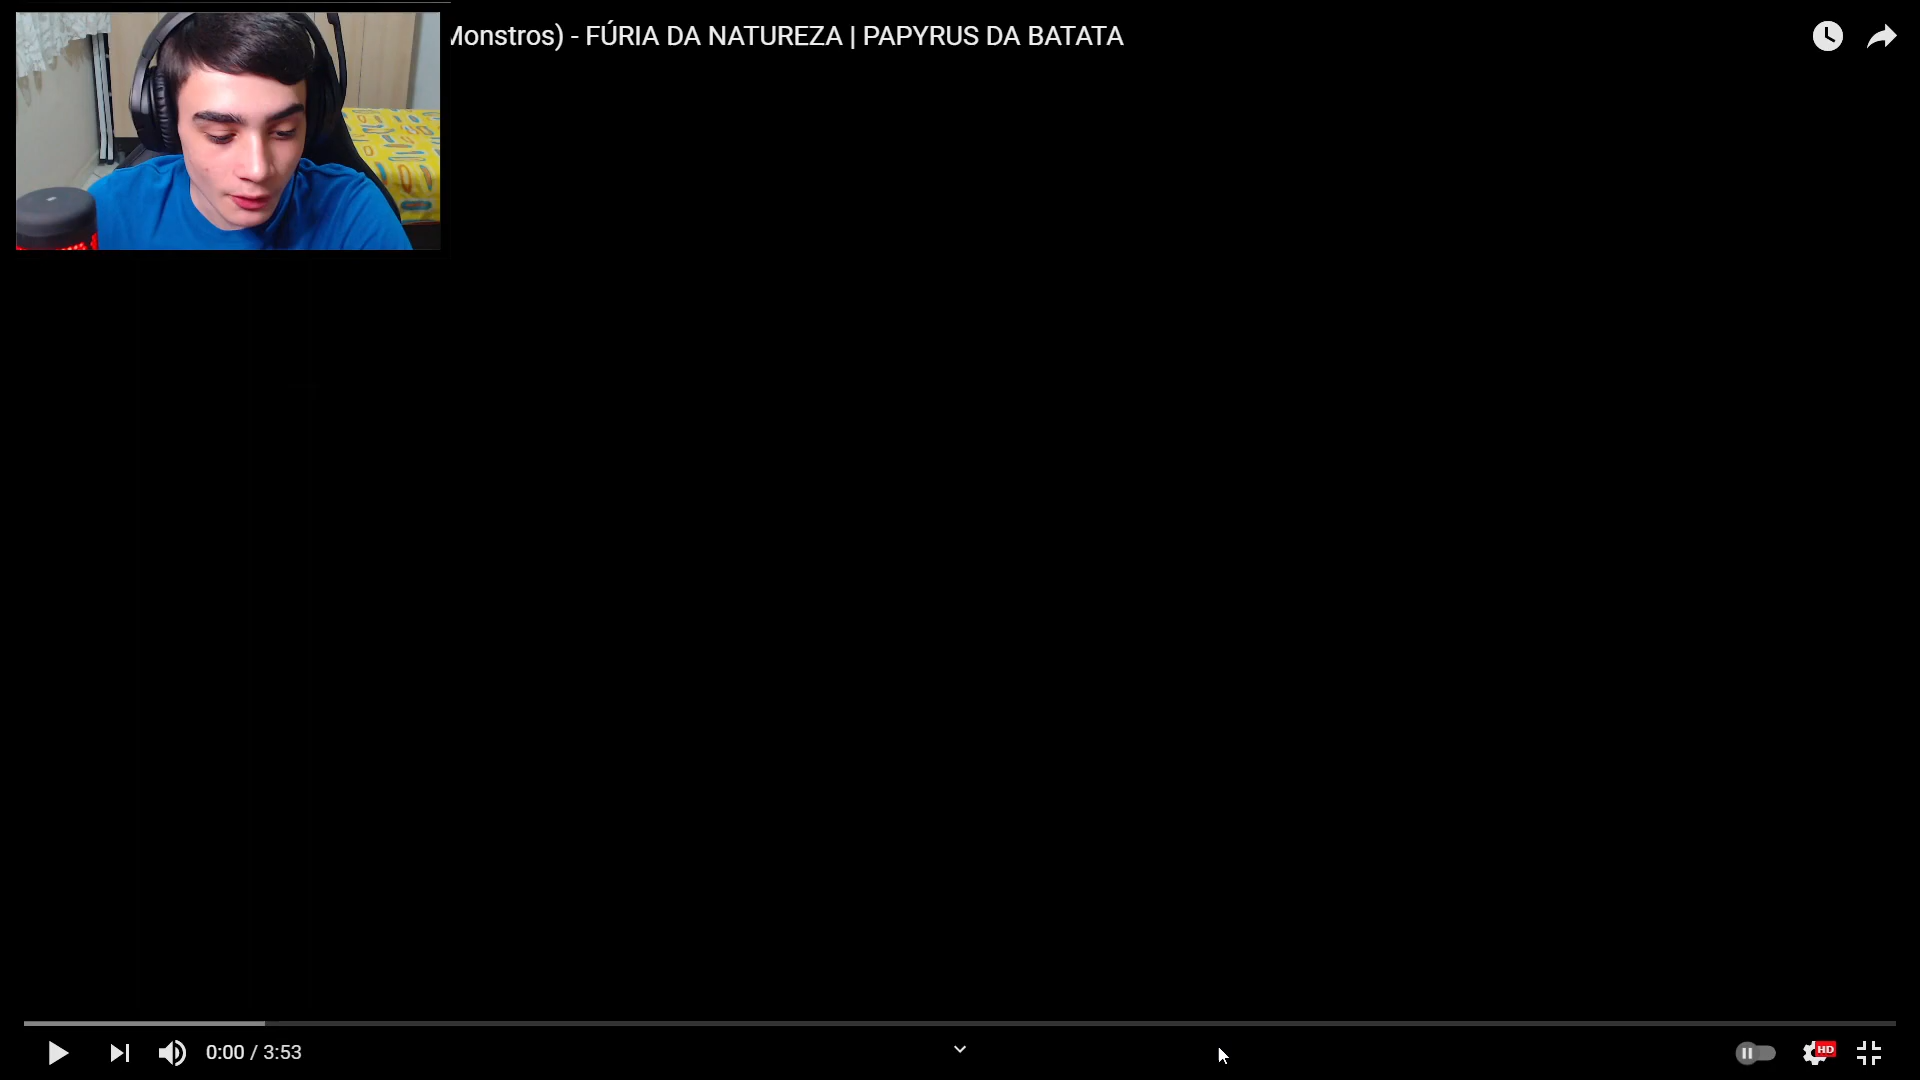 Monstros) - FÚRIA DA NATUREZA | PAPYRUS DA BATATA
0:00 / 3:53
HD